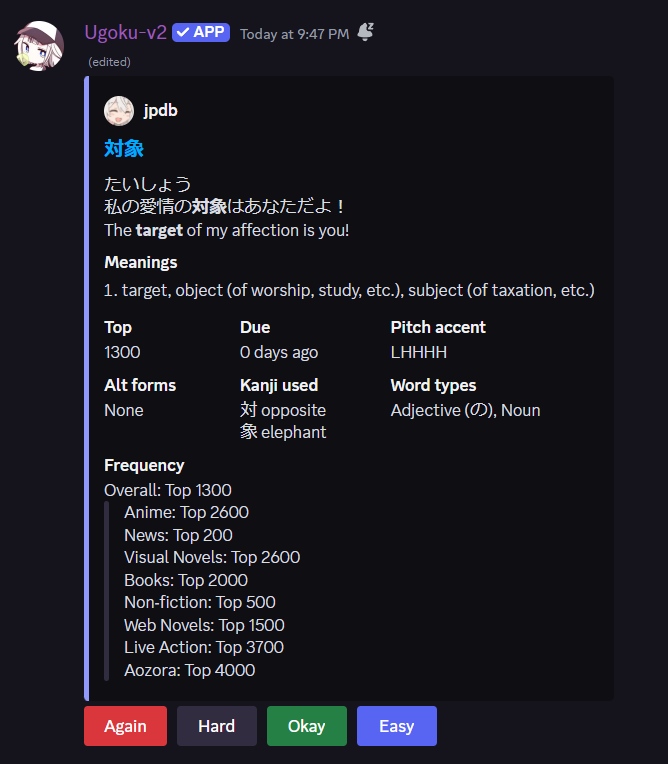 Ugoku-v2 ✓ APP Today at 9:47 PM
(edited)
jpdb
対象
たいしょう
私の愛情の対象はあなただよ！
The target of my affection is you!
Meanings
1. target, object (of worship, study, etc.), subject (of taxation, etc.)
Top Due Pitch accent
1300 0 days ago LHHHH
Alt forms Kanji used Word types
None 対 opposite Adjective (の), Noun
象 elephant
Frequency
Overall: Top 1300
Anime: Top 2600
News: Top 200
Visual Novels: Top 2600
Books: Top 2000
Non-fiction: Top 500
Web Novels: Top 1500
Live Action: Top 3700
Aozora: Top 4000
Again Hard Okay Easy